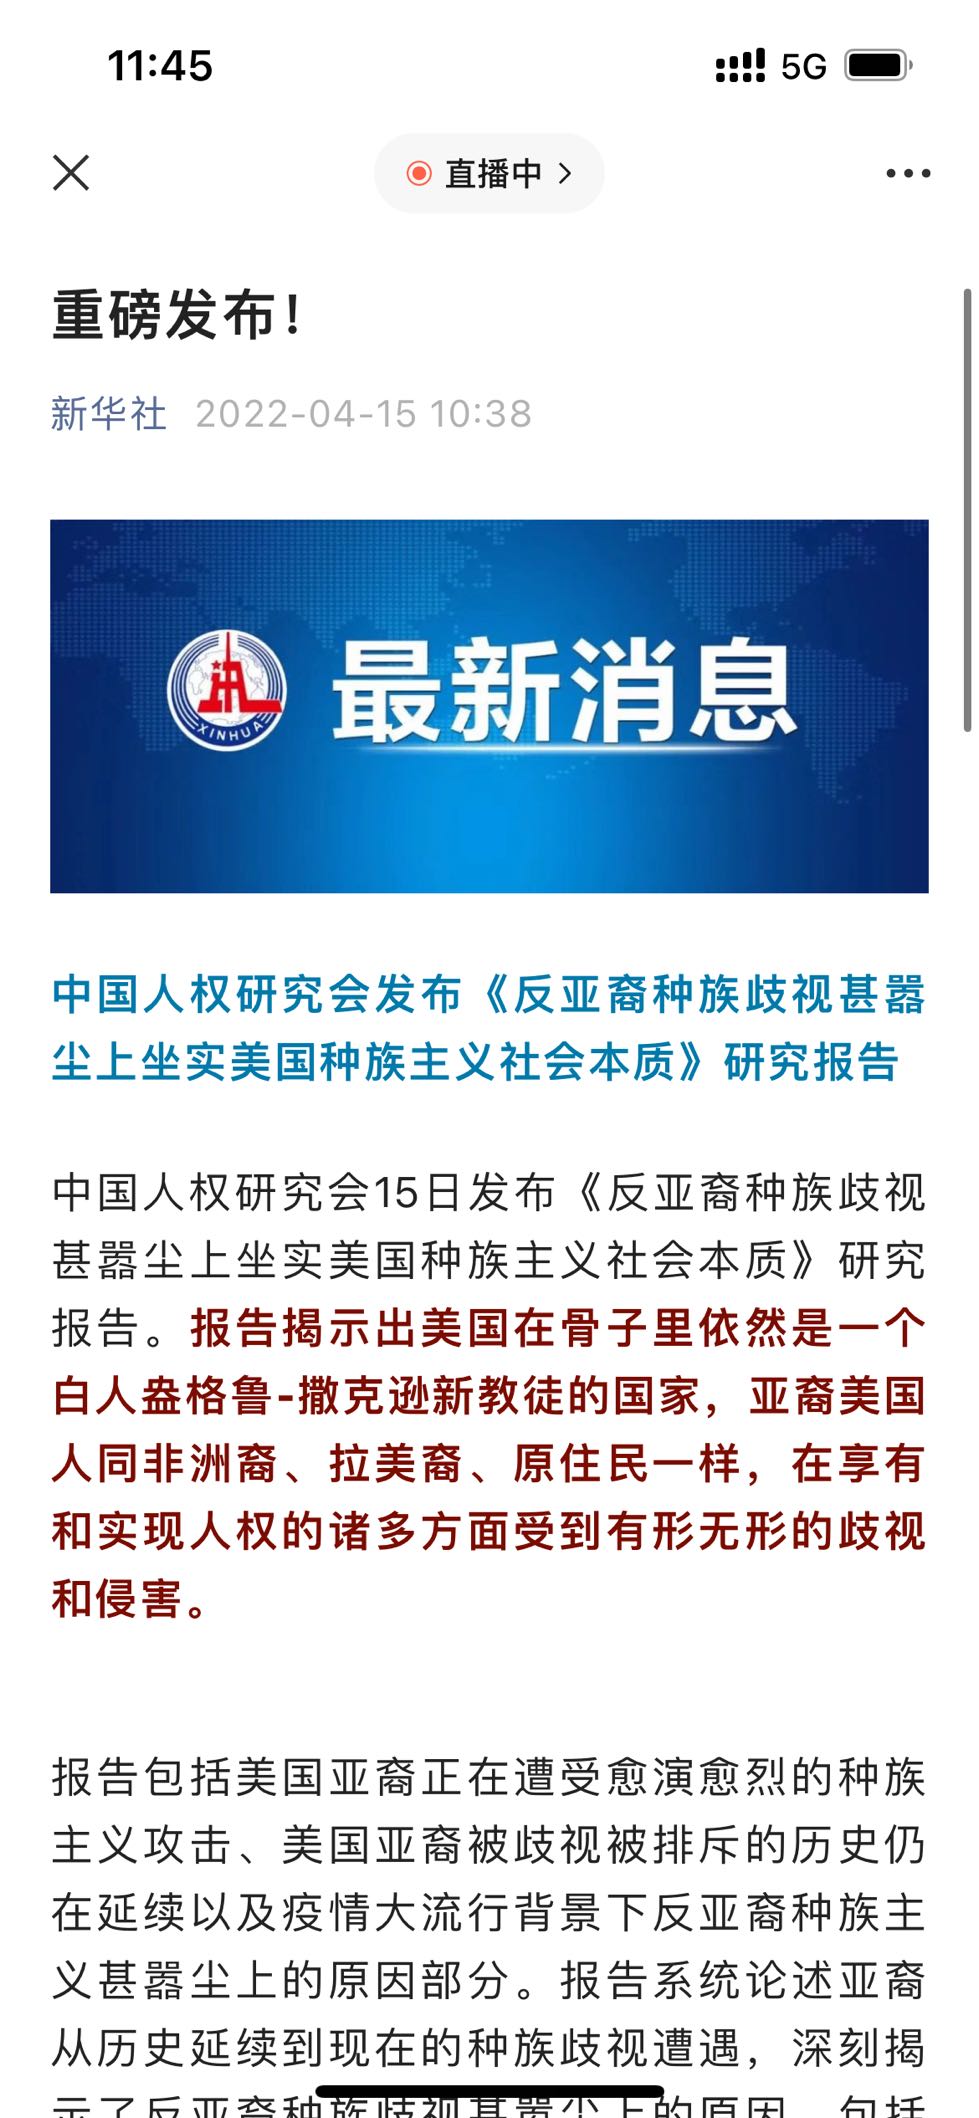 11:45
5G
直播中
重磅发布！
新华社 2022-04-15 10:38
最新消息
XINHUA
中国人权研究会发布《反亚裔种族歧视甚嚣
尘上坐实美国种族主义社会本质》研究报告
中国人权研究会15日发布《反亚裔种族歧视
甚嚣尘上坐实美国种族主义社会本质》研究
报告。报告揭示出美国在骨子里依然是一个
白人盎格鲁-撒克逊新教徒的国家，亚裔美国
人同非洲裔、拉美裔、原住民一样，在享有
和实现人权的诸多方面受到有形无形的歧视
和侵害。
报告包括美国亚裔正在遭受愈演愈烈的种族
主义攻击、美国亚裔被歧视被排斥的历史仍
在延续以及疫情大流行背景下反亚裔种族主
义甚嚣尘上的原因部分。报告系统论述亚裔
从历史延续到现在的种族歧视遭遇，深刻揭
示了反亚裔种族歧视甚嚣尘上的原因，包括